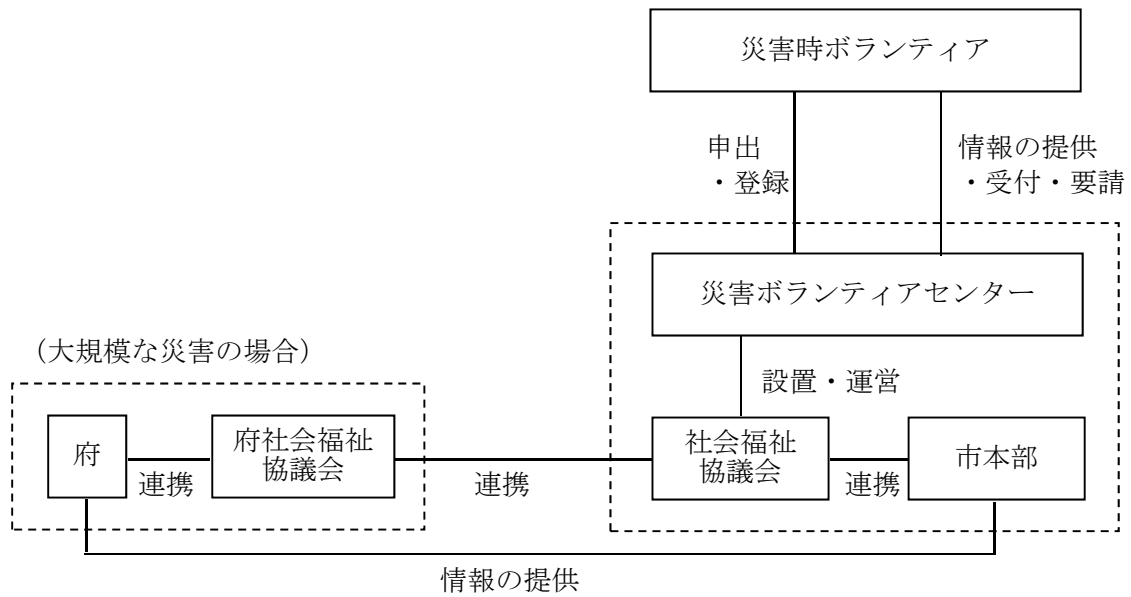 災害時ボランティア
申出
・登録
情報の提供
・受付・要請
災害ボランティアセンター
（大規模な災害の場合）
設置・運営
府
府社会福祉
協議会
社会福祉
協議会
市本部
連携
連携
連携
情報の提供